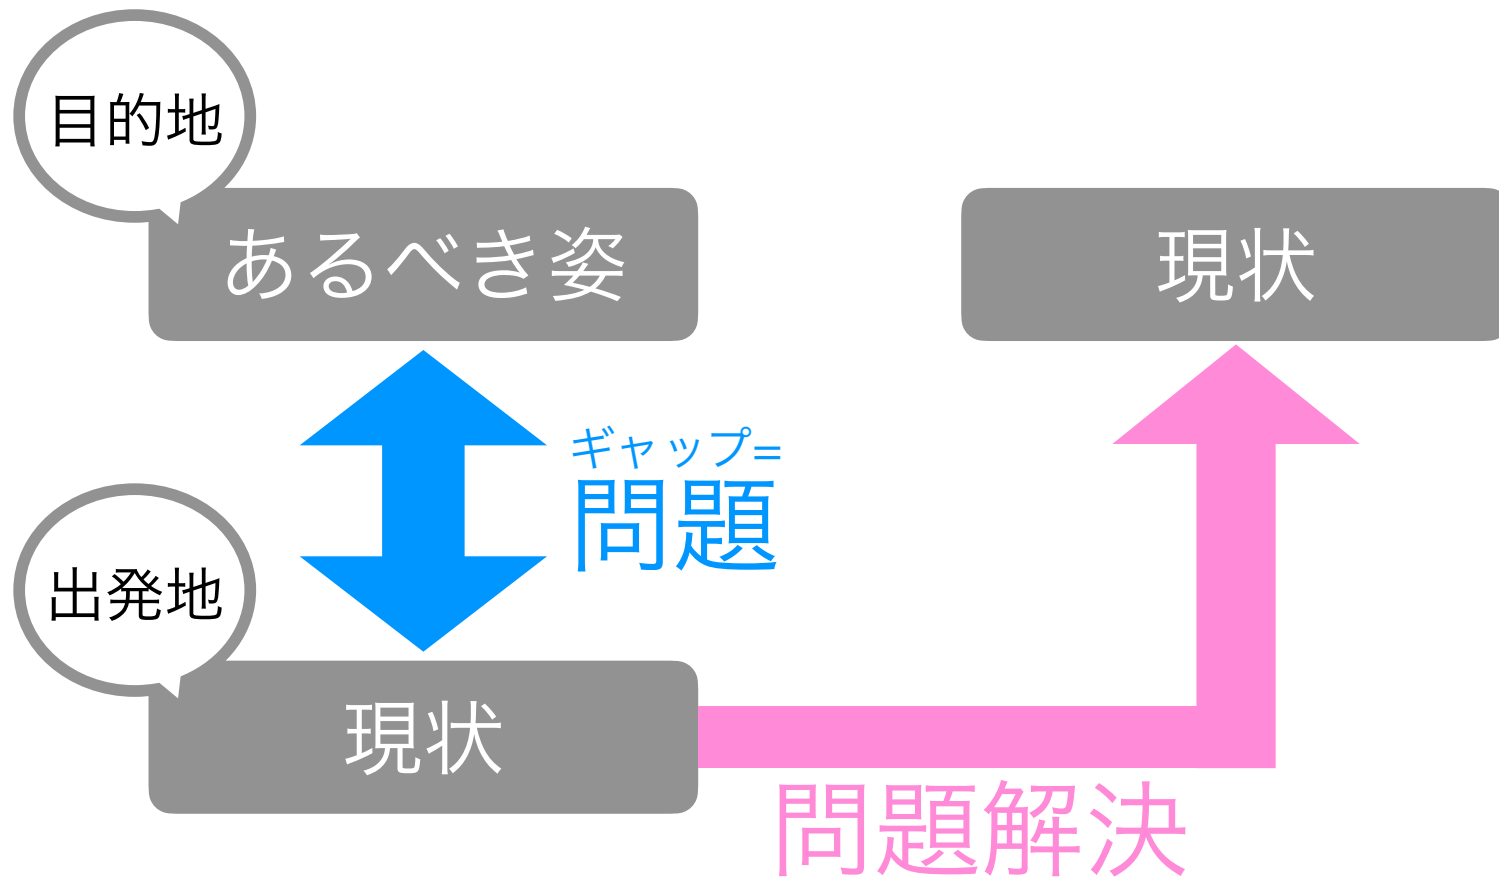 目的地
あるべき姿
現状
ギャップ=
問題
出発地
現状
問題解決